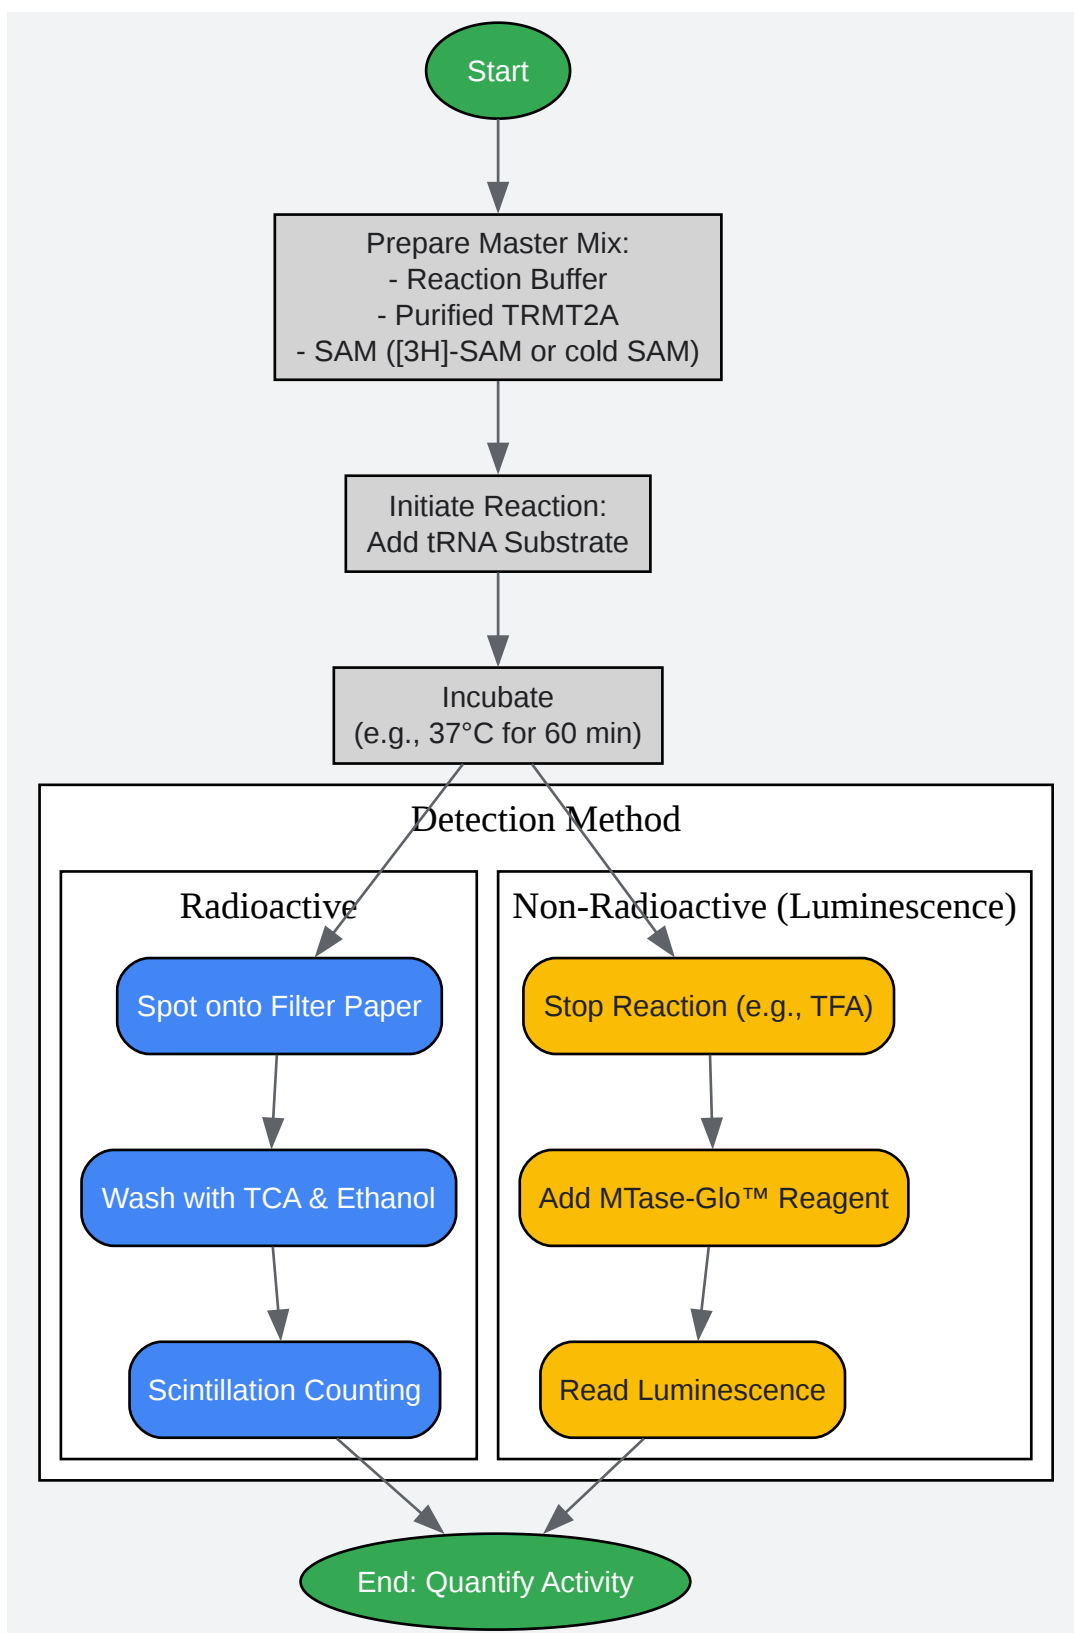 Start
Prepare Master Mix:
- Reaction Buffer
- Purified TRMT2A
- SAM ([3H]-SAM or cold SAM)
Initiate Reaction:
Add tRNA Substrate
Incubate
(e.g., 37°C for 60 min)
Detection Method
Radioactive
Spot onto Filter Paper
Wash with TCA & Ethanol
Scintillation Counting
Non-Radioactive (Luminescence)
Stop Reaction (e.g., TFA)
Add MTase-Glo™ Reagent
Read Luminescence
End: Quantify Activity